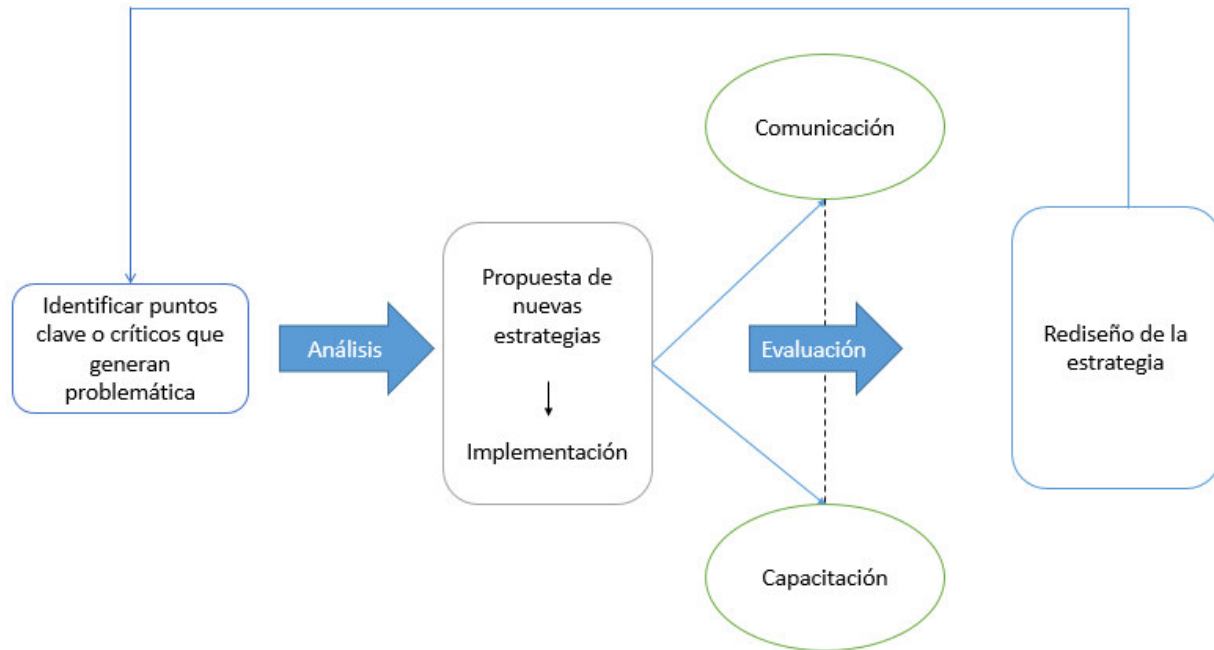 Comunicación
Identificar puntos
clave o críticos que
generan
problemática
Análisis
Propuesta de
nuevas
estrategias
Implementación
Evaluación
Rediseño de la
estrategia
Capacitación